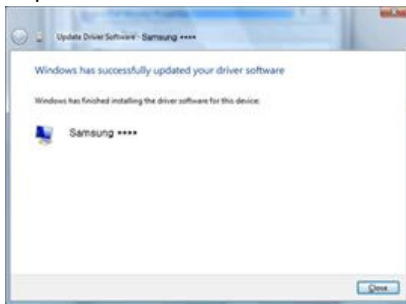 Update Driver Software - Samsung ****
Windows has successfully updated your driver software
Windows has finished installing the driver software for this device:
Samsung ****
Close